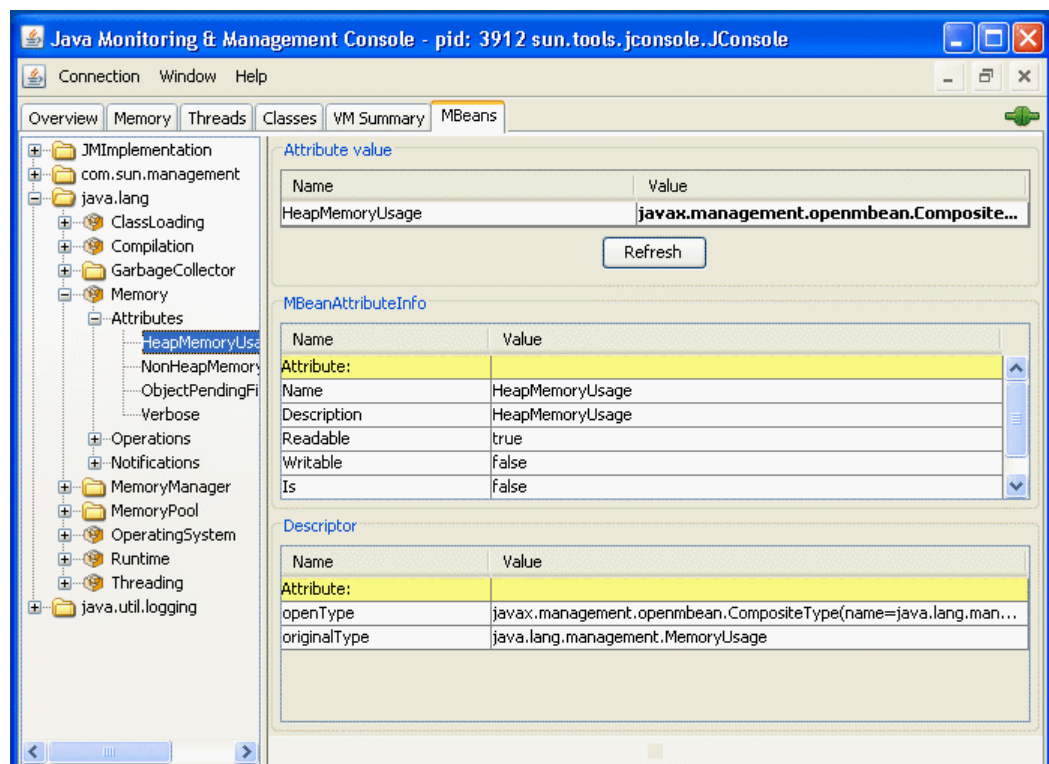 Java Monitoring & Management Console - pid: 3912 sun.tools.jconsole.JConsole
Connection Window Help
Overview Memory Threads Classes VM Summary MBeans
JMImplementation
com.sun.management
java.lang
ClassLoading
Compilation
GarbageCollector
Memory
Attributes
HeapMemoryUsa
NonHeapMemory
ObjectPendingFi
Verbose
Operations
Notifications
MemoryManager
MemoryPool
OperatingSystem
Runtime
Threading
java.util.logging
Attribute value
Name Value
HeapMemoryUsage javax.management.openmbean.Composite...
Refresh
MBeanAttributeInfo
Name Value
Attribute:
Name HeapMemoryUsage
Description HeapMemoryUsage
Readable true
Writable false
Is false
Descriptor
Name Value
Attribute:
openType javax.management.openmbean.CompositeType(name=java.lang.man...
originalType java.lang.management.MemoryUsage